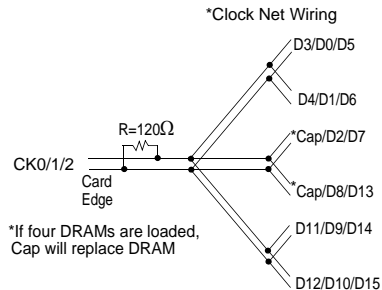 *Clock Net Wiring
D3/D0/D5
D4/D1/D6
R=120Ω
*Cap/D2/D7
CK0/1/2
Card
Edge
*Cap/D8/D13
*If four DRAMs are loaded,
Cap will replace DRAM
D11/D9/D14
D12/D10/D15